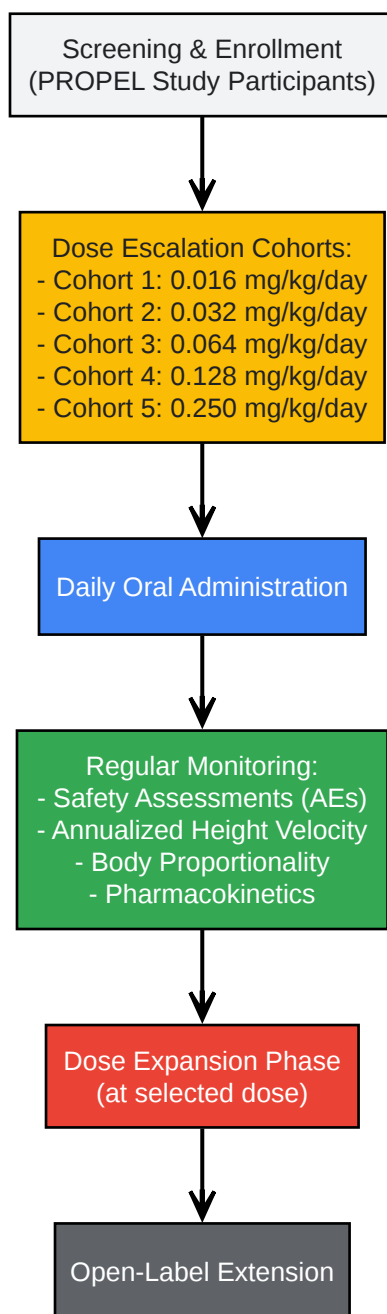 Screening & Enrollment
(PROPEL Study Participants)
Dose Escalation Cohorts:
- Cohort 1: 0.016 mg/kg/day
- Cohort 2: 0.032 mg/kg/day
- Cohort 3: 0.064 mg/kg/day
- Cohort 4: 0.128 mg/kg/day
- Cohort 5: 0.250 mg/kg/day
Daily Oral Administration
Regular Monitoring:
- Safety Assessments (AEs)
- Annualized Height Velocity
- Body Proportionality
- Pharmacokinetics
Dose Expansion Phase
(at selected dose)
Open-Label Extension